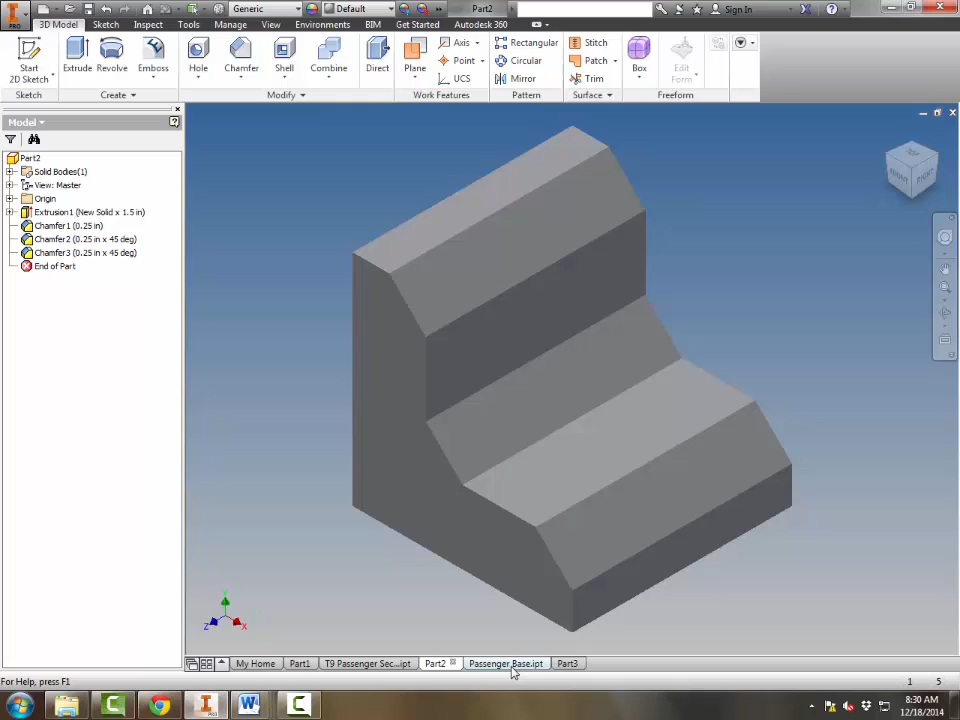 PRO
Generic
Default
Part2
Sign In
3D Model
Sketch
Inspect
Tools
Manage
View
Environments
BIM
Get Started
Autodesk 360
Start
2D Sketch
Extrude
Revolve
Emboss
Hole
Chamfer
Shell
Combine
Direct
Plane
Axis
Point
UCS
Rectangular
Circular
Mirror
Stitch
Patch
Trim
Box
Edit
Form
Sketch
Create
Modify
Work Features
Pattern
Surface
Freeform
Model
Part2
Solid Bodies(1)
View: Master
Origin
Extrusion1 (New Solid x 1.5 in)
Chamfer1 (0.25 in)
Chamfer2 (0.25 in x 45 deg)
Chamfer3 (0.25 in x 45 deg)
End of Part
TOP
FRONT
RIGHT
Y
Z
X
My Home
Part1
T9 Passenger Sec...ipt
Part2
Passenger Base.ipt
Part3
For Help, press F1
1
5
PRO
8:30 AM
12/18/2014